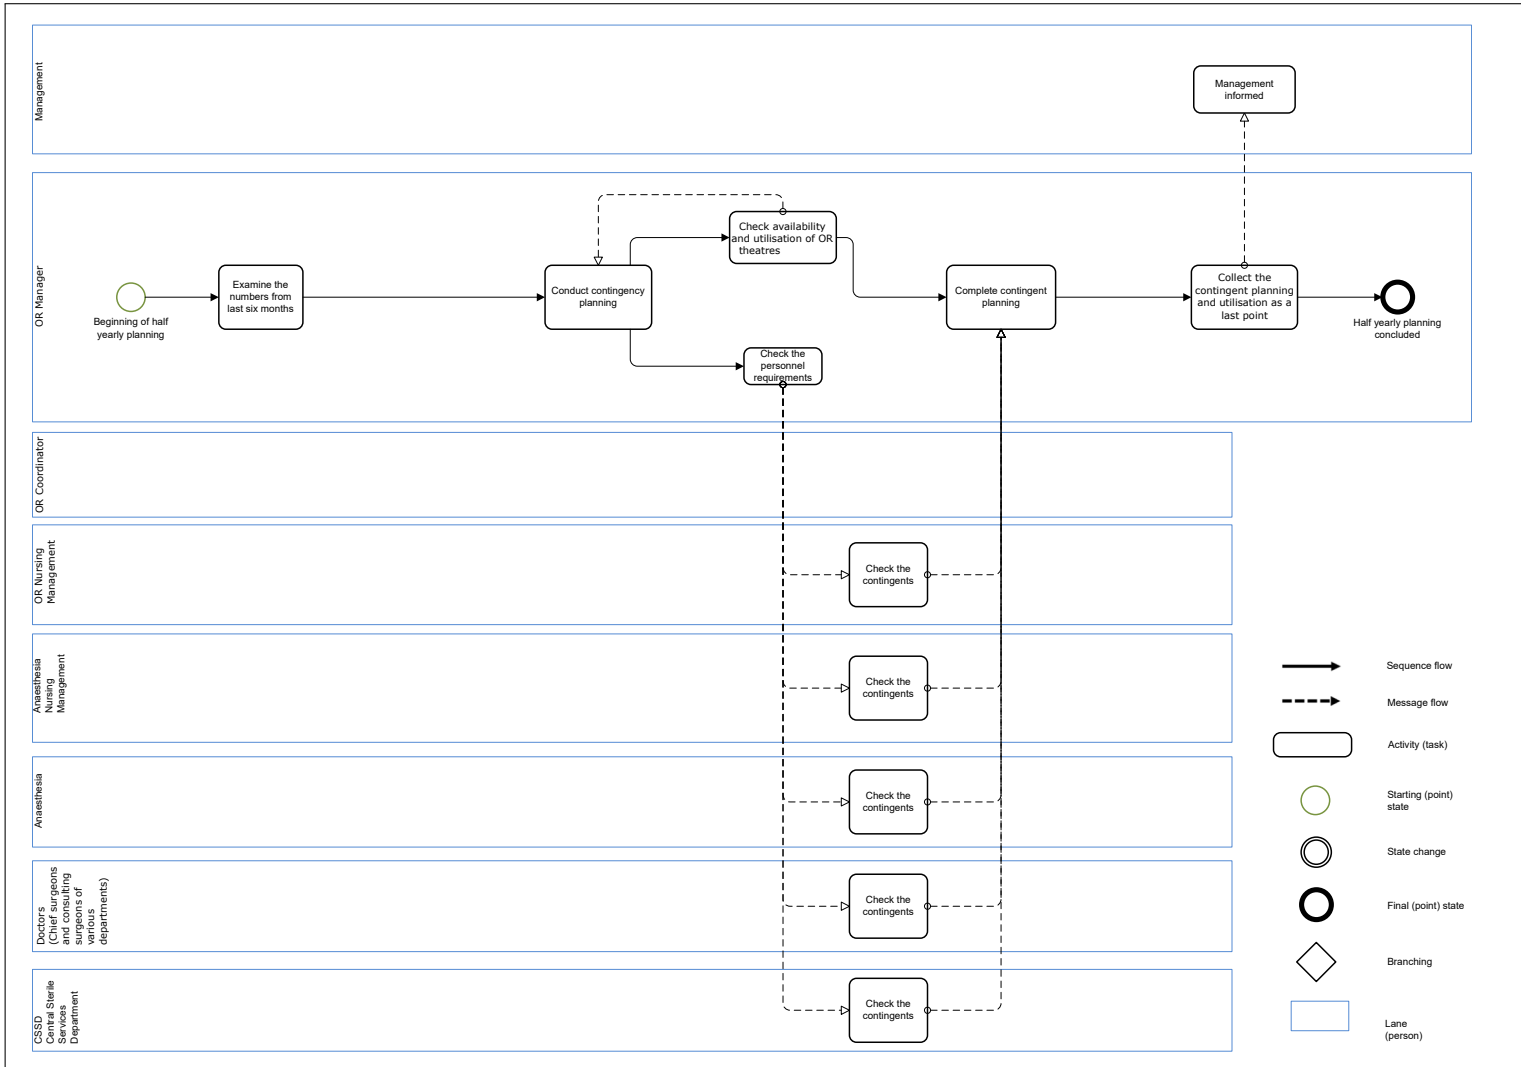 Management
Management
informed
OR Manager
Beginning of half
yearly planning
Examine the
numbers from
last six months
Conduct contingency
planning
Check availability
and utilisation of OR
theatres
Check the
personnel
requirements
Complete contingent
planning
Collect the
contingent planning
and utilisation as a
last point
Half yearly planning
concluded
OR Coordinator
OR Nursing
Management
Check the
contingents
Anaesthesia
Nursing
Management
Check the
contingents
Anaesthesia
Check the
contingents
Doctors
(Chief surgeons
and consulting
surgeons of
various
departments)
Check the
contingents
CSSD
Central Sterile
Services
Department
Check the
contingents
Sequence flow
Message flow
Activity (task)
Starting (point)
state
State change
Final (point) state
Branching
Lane
(person)